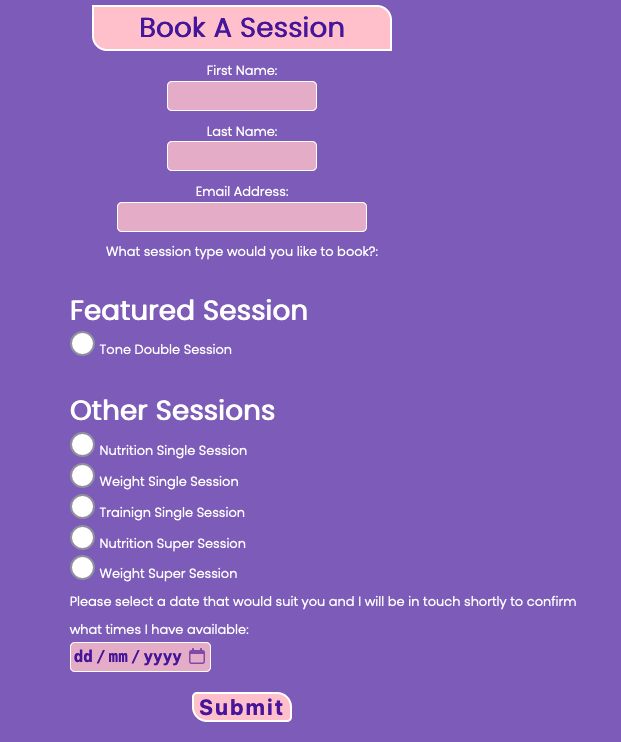 Book A Session
First Name:
Last Name:
Email Address:
What session type would you like to book?:
Featured Session
Tone Double Session
Other Sessions
Nutrition Single Session
Weight Single Session
Trainign Single Session
Nutrition Super Session
Weight Super Session
Please select a date that would suit you and I will be in touch shortly to confirm
what times I have available:
dd / mm / yyyy
Submit